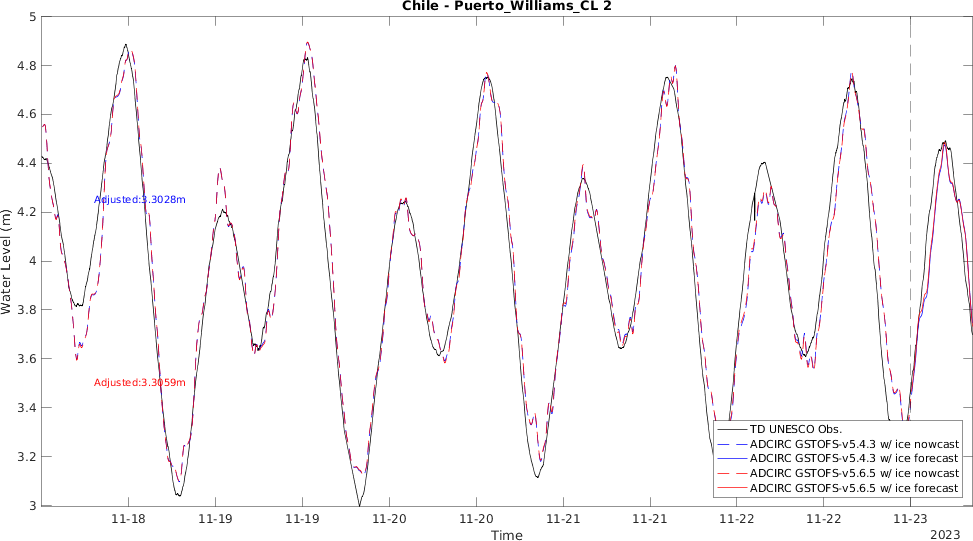 Chile - Puerto_Williams_CL 2
Water Level (m)
5
4.8
4.6
4.4
4.2
4
3.8
3.6
3.4
3.2
3
Adjusted:3.3028m
Adjusted:3.3059m
TD UNESCO Obs.
ADCIRC GSTOFS-v5.4.3 w/ ice nowcast
ADCIRC GSTOFS-v5.4.3 w/ ice forecast
ADCIRC GSTOFS-v5.6.5 w/ ice nowcast
ADCIRC GSTOFS-v5.6.5 w/ ice forecast
11-18 11-19 11-19 11-20 11-20 11-21 11-21 11-22 11-22 11-23
Time
2023